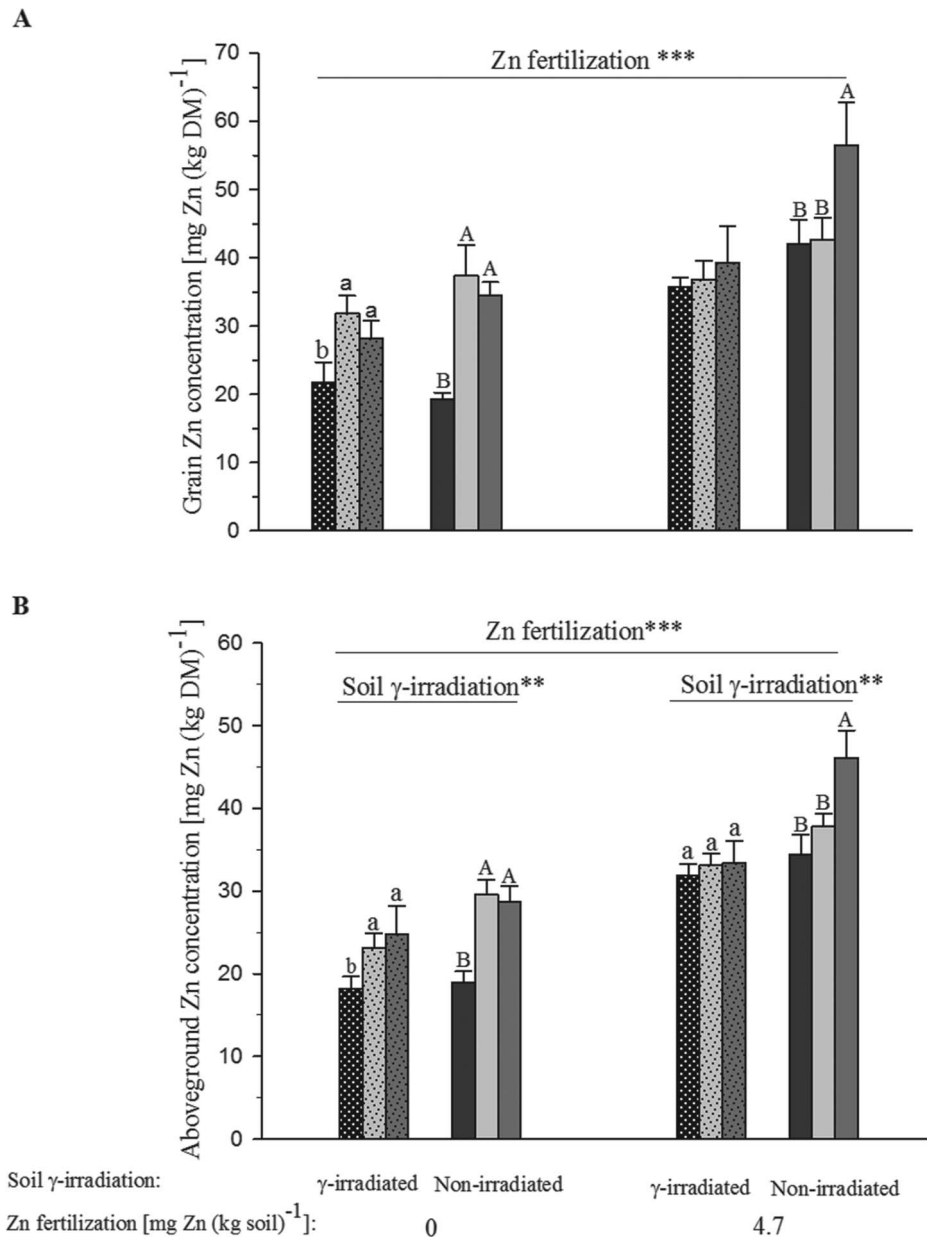 A
Zn fertilization ***
Grain Zn concentration [mg Zn (kg DM)⁻¹]
70
60
50
40
30
20
10
0
b a a B A A B B A
B
Zn fertilization***
Soil γ-irradiation** Soil γ-irradiation**
Aboveground Zn concentration [mg Zn (kg DM)⁻¹]
60
50
40
30
20
10
0
b a a B A A a a a B B A
Soil γ-irradiation: γ-irradiated Non-irradiated γ-irradiated Non-irradiated
Zn fertilization [mg Zn (kg soil)⁻¹]: 0 4.7